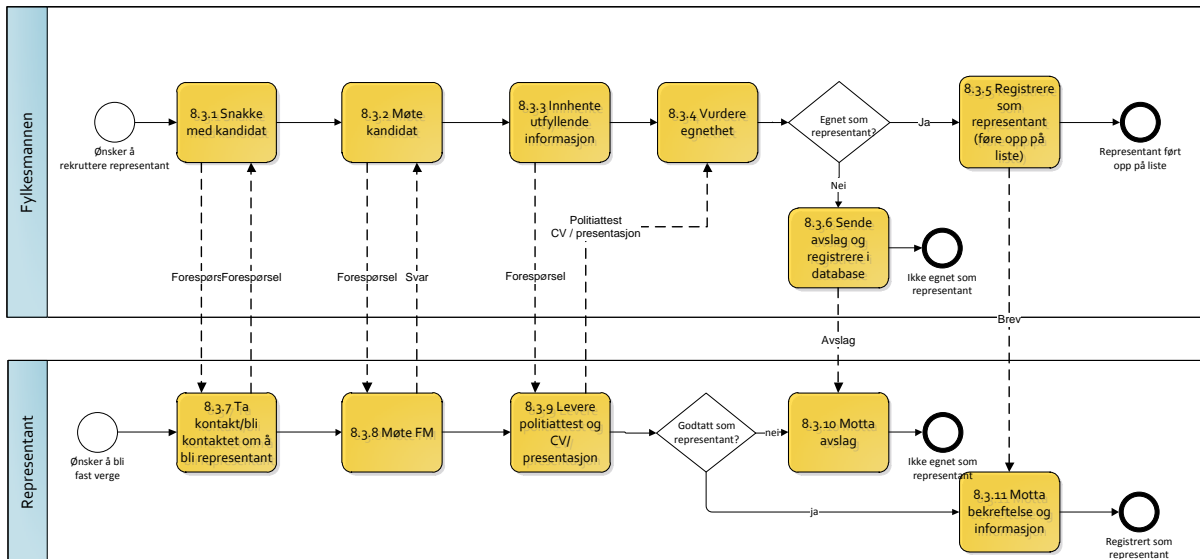 Fylkesmannen
Ønsker å
rekruttere representant
8.3.1 Snakke
med kandidat
8.3.2 Møte
kandidat
8.3.3 Innhente
utfyllende
informasjon
8.3.4 Vurdere
egnethet
Egnet som
representant?
Ja
8.3.5 Registrere
som
representant
(føre opp på
liste)
Representant ført
opp på liste
Nei
Politiattest
CV / presentasjon
8.3.6 Sende
avslag og
registrere i
database
Ikke egnet som
representant
Forespørs
Forespørsel
Forespørsel
Svar
Forespørsel
Brev
Avslag
Representant
Ønsker å bli
fast verge
8.3.7 Ta
kontakt/bli
kontaktet om å
bli representant
8.3.8 Møte FM
8.3.9 Levere
politiattest og
CV/
presentasjon
Godtatt som
representant?
nei
8.3.10 Motta
avslag
Ikke egnet som
representant
ja
8.3.11 Motta
bekreftelse og
informasjon
Registrert som
representant